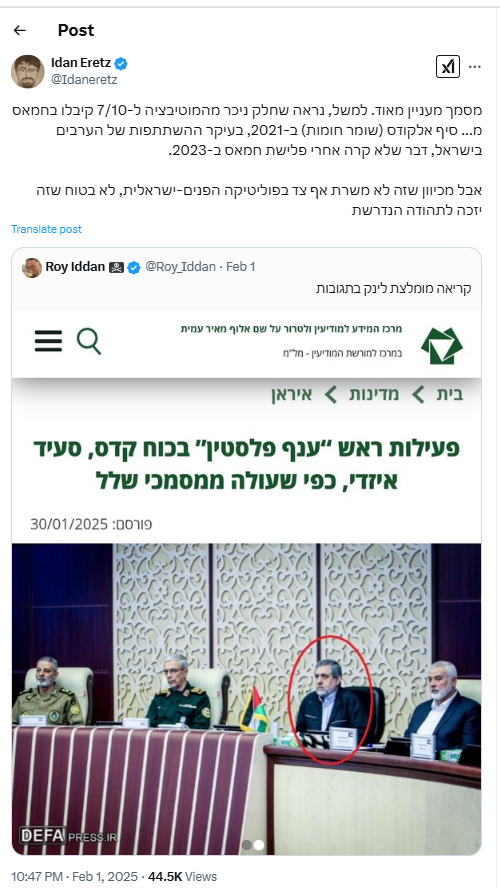 Post
Idan Eretz
@Idaneretz
מסמך מעניין מאוד. למשל, נראה שחלק ניכר מהמוטיבציה ל-7/10 קיבלו בחמאס
מ... סיף אלקודס (שומר חומות) ב-2021, בעיקר ההשתתפות של הערבים
בישראל, דבר שלא קרה אחרי פלישת חמאס ב-2023.
אבל מכיוון שזה לא משרת אף צד בפוליטיקה הפנים-ישראלית, לא בטוח שזה
יזכה לתהודה הנדרשת
Translate post
Roy Iddan @Roy_Iddan · Feb 1
קריאה מומלצת לינק בתגובות
מרכז המידע למודיעין ולטרור על שם אלוף מאיר עמית
במרכז למורשת המודיעין - מל"מ
בית > מדינות > איראן
פעילות ראש "ענף פלסטין" בכוח קדס, סעיד
איזדי, כפי שעולה ממסמכי שלל
פורסם: 30/01/2025
DEFAPRESS.IR
10:47 PM · Feb 1, 2025 · 44.5K Views